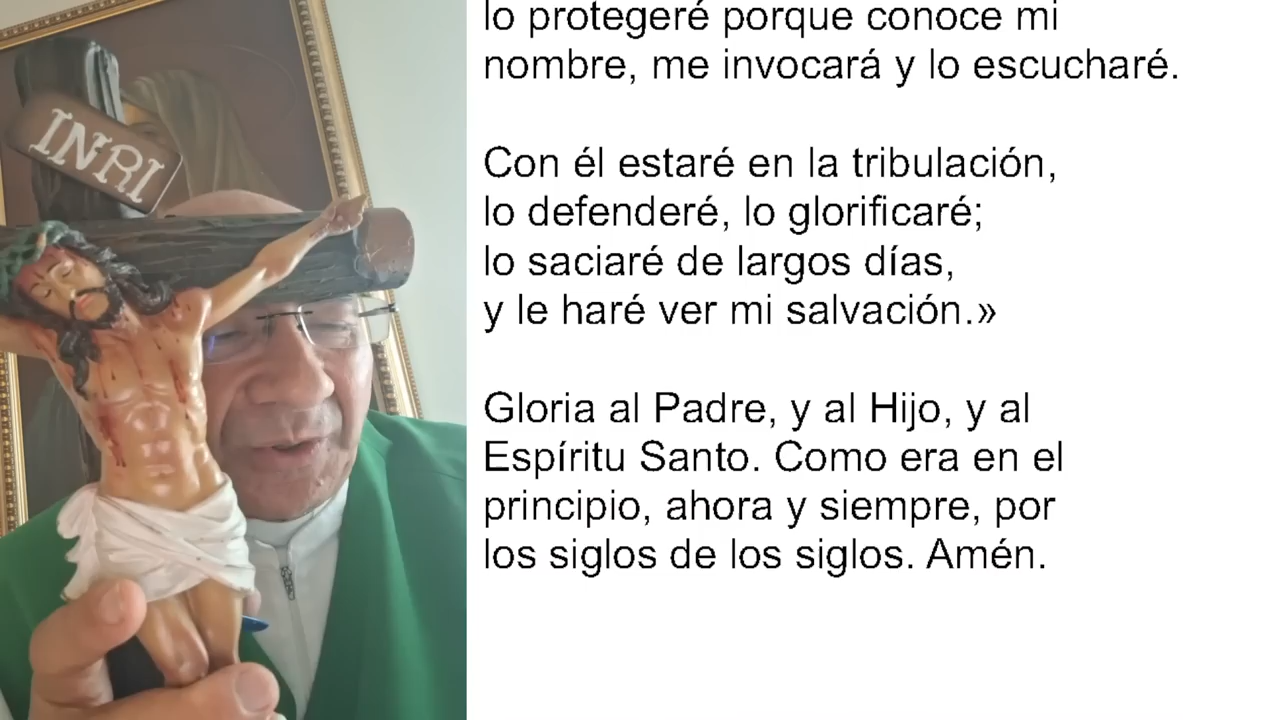 INRI
lo protegeré porque conoce mi
nombre, me invocará y lo escucharé.
Con él estaré en la tribulación,
lo defenderé, lo glorificaré;
lo saciaré de largos días,
y le haré ver mi salvación.»
Gloria al Padre, y al Hijo, y al
Espíritu Santo. Como era en el
principio, ahora y siempre, por
los siglos de los siglos. Amén.